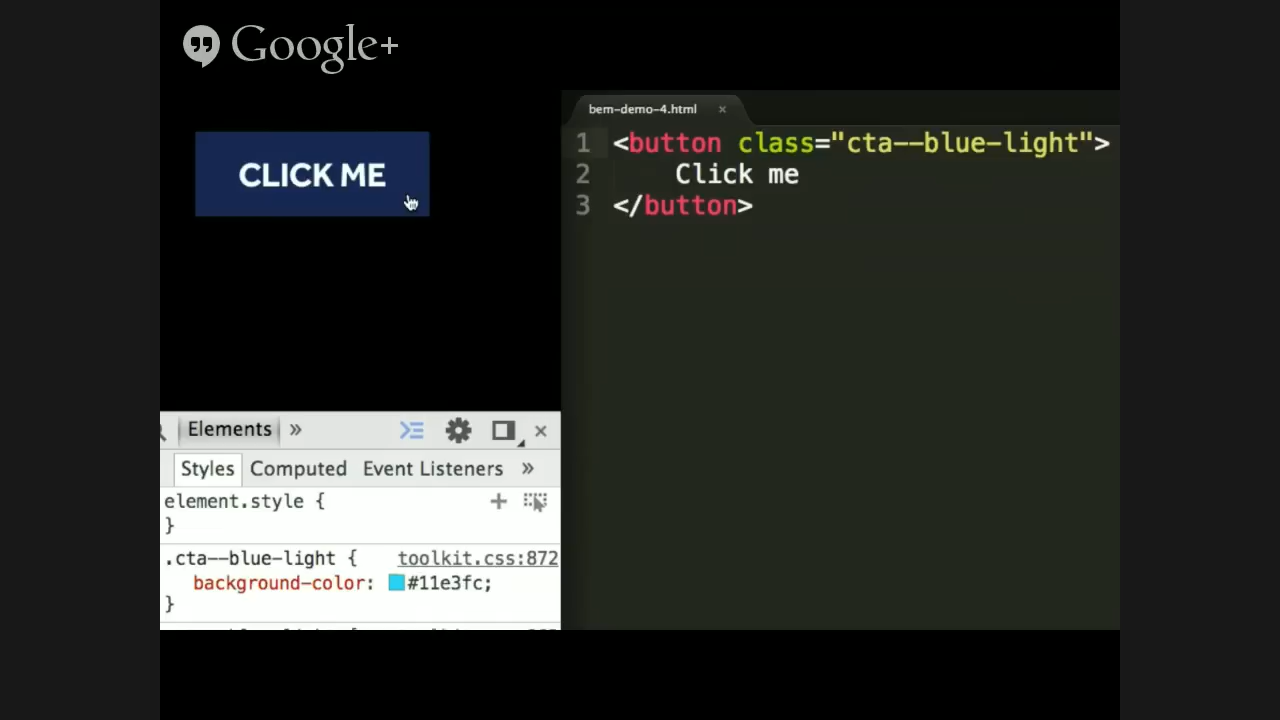 Google+
CLICK ME
bem-demo-4.html ×
1 <button class="cta--blue-light">
2 Click me
3 </button>
Elements »
Styles Computed Event Listeners »
element.style {
}
.cta--blue-light { toolkit.css:872
background-color: #11e3fc;
}